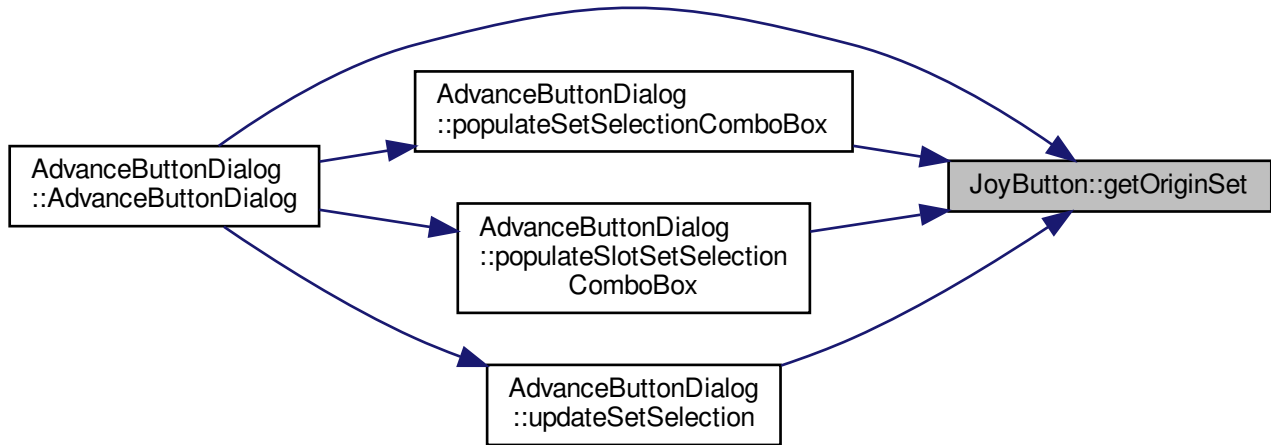 AdvanceButtonDialog
::AdvanceButtonDialog
AdvanceButtonDialog
::populateSetSelectionComboBox
AdvanceButtonDialog
::populateSlotSetSelection
ComboBox
AdvanceButtonDialog
::updateSetSelection
JoyButton::getOriginSet